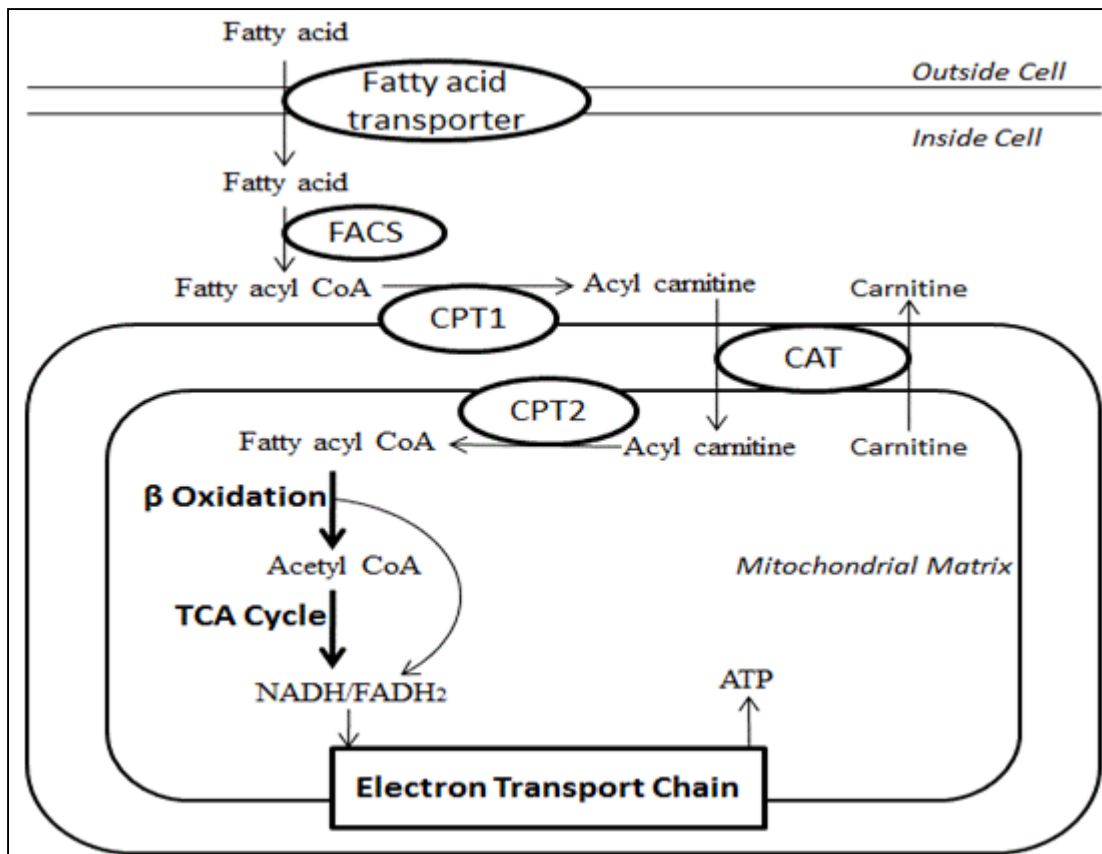 Fatty acid
Outside Cell
Fatty acid
transporter
Inside Cell
Fatty acid
FACS
Fatty acyl CoA
Acyl carnitine
Carnitine
CPT1
CAT
CPT2
Fatty acyl CoA
Acyl carnitine
Carnitine
β Oxidation
Acetyl CoA
Mitochondrial Matrix
TCA Cycle
NADH/FADH2
ATP
Electron Transport Chain